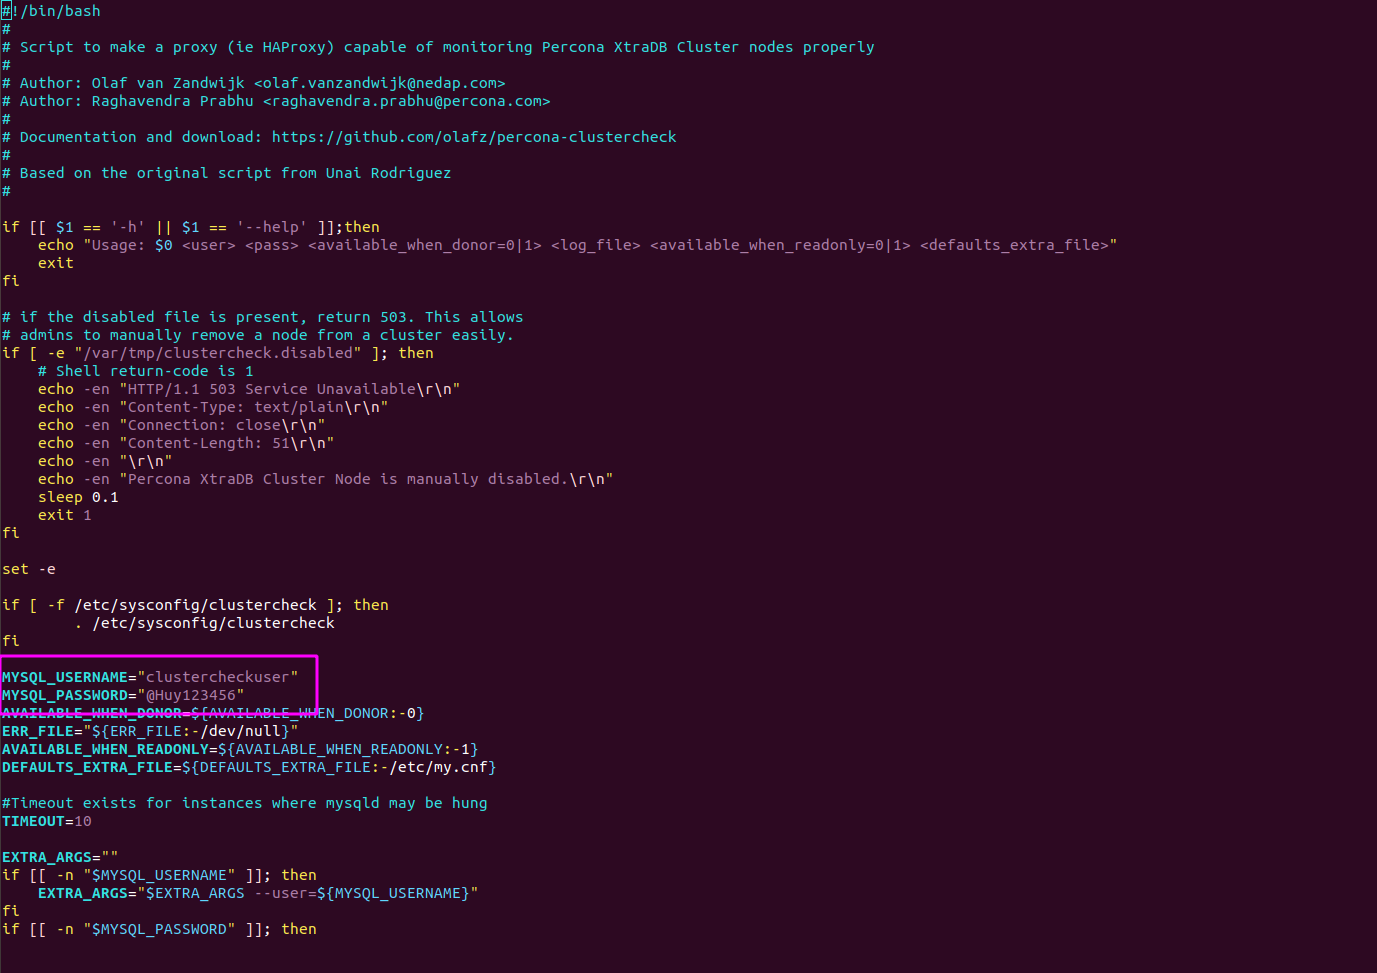 #!/bin/bash
#
# Script to make a proxy (ie HAProxy) capable of monitoring Percona XtraDB Cluster nodes properly
#
# Author: Olaf van Zandwijk <olaf.vanzandwijk@nedap.com>
# Author: Raghavendra Prabhu <raghavendra.prabhu@percona.com>
#
# Documentation and download: https://github.com/olafz/percona-clustercheck
#
# Based on the original script from Unai Rodriguez
#
if [[ $1 == '-h' || $1 == '--help' ]];then
    echo "Usage: $0 <user> <pass> <available_when_donor=0|1> <log_file> <available_when_readonly=0|1> <defaults_extra_file>"
    exit
fi
# if the disabled file is present, return 503. This allows
# admins to manually remove a node from a cluster easily.
if [ -e "/var/tmp/clustercheck.disabled" ]; then
    # Shell return-code is 1
    echo -en "HTTP/1.1 503 Service Unavailable\r\n"
    echo -en "Content-Type: text/plain\r\n"
    echo -en "Connection: close\r\n"
    echo -en "Content-Length: 51\r\n"
    echo -en "\r\n"
    echo -en "Percona XtraDB Cluster Node is manually disabled.\r\n"
    sleep 0.1
    exit 1
fi
set -e
if [ -f /etc/sysconfig/clustercheck ]; then
        . /etc/sysconfig/clustercheck
fi
MYSQL_USERNAME="clustercheckuser"
MYSQL_PASSWORD="@Huy123456"
AVAILABLE_WHEN_DONOR=${AVAILABLE_WHEN_DONOR:-0}
ERR_FILE="${ERR_FILE:-/dev/null}"
AVAILABLE_WHEN_READONLY=${AVAILABLE_WHEN_READONLY:-1}
DEFAULTS_EXTRA_FILE=${DEFAULTS_EXTRA_FILE:-/etc/my.cnf}
#Timeout exists for instances where mysqld may be hung
TIMEOUT=10
EXTRA_ARGS=""
if [[ -n "$MYSQL_USERNAME" ]]; then
    EXTRA_ARGS="$EXTRA_ARGS --user=${MYSQL_USERNAME}"
fi
if [[ -n "$MYSQL_PASSWORD" ]]; then